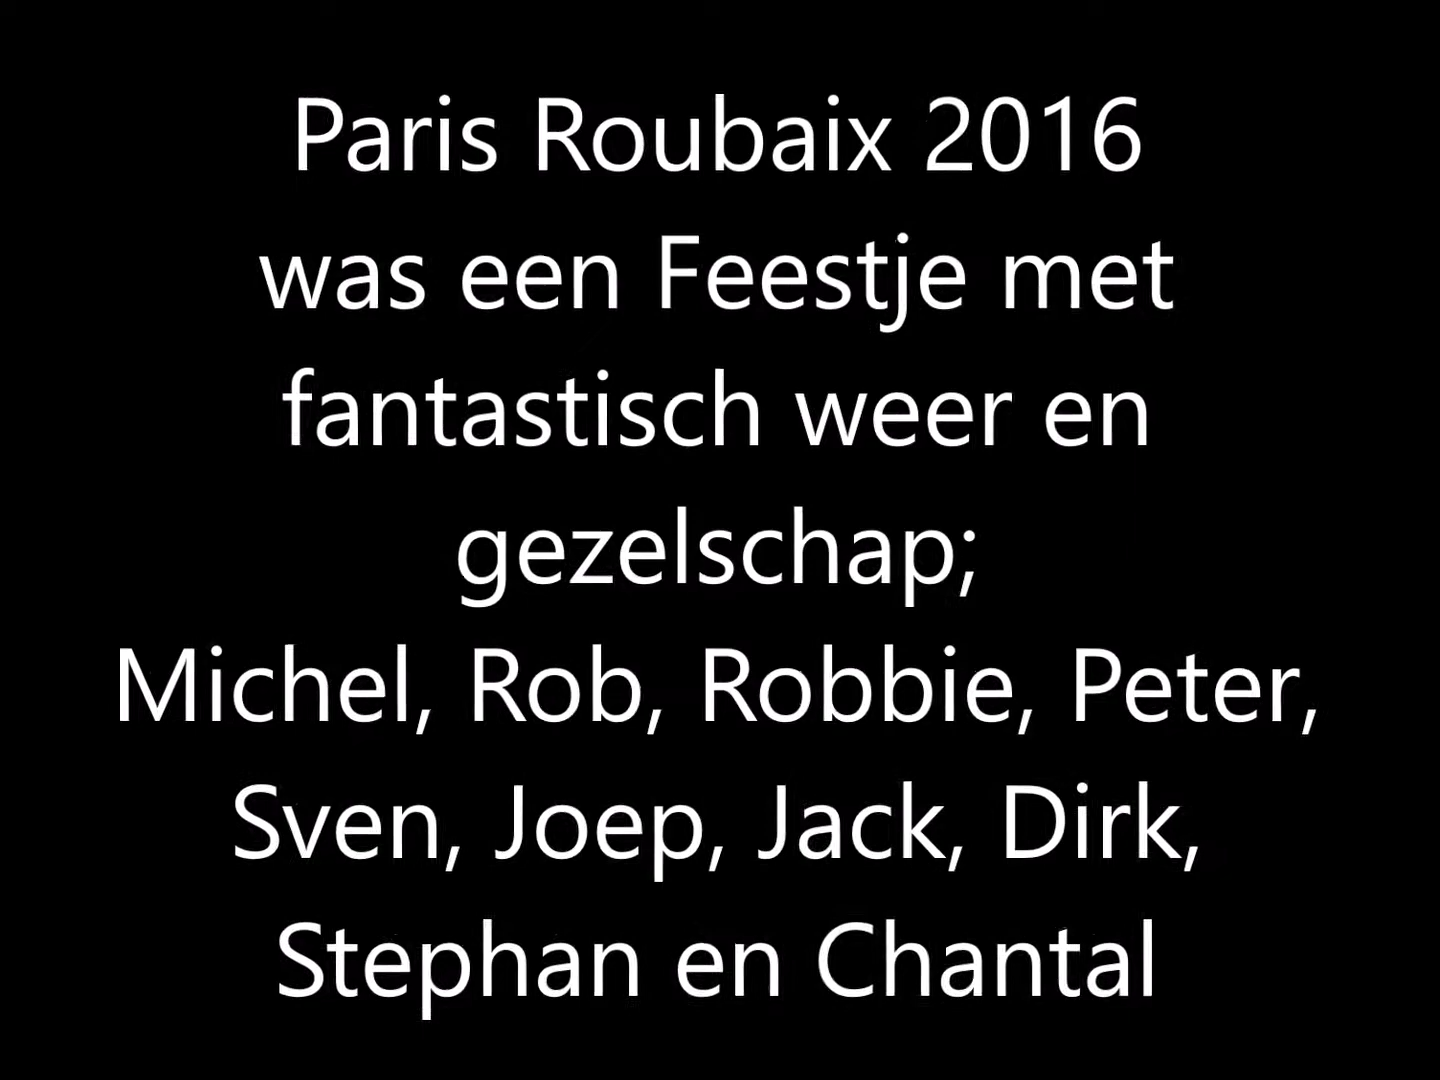 Paris Roubaix 2016
was een Feestje met
fantastisch weer en
gezelschap;
Michel, Rob, Robbie, Peter,
Sven, Joep, Jack, Dirk,
Stephan en Chantal